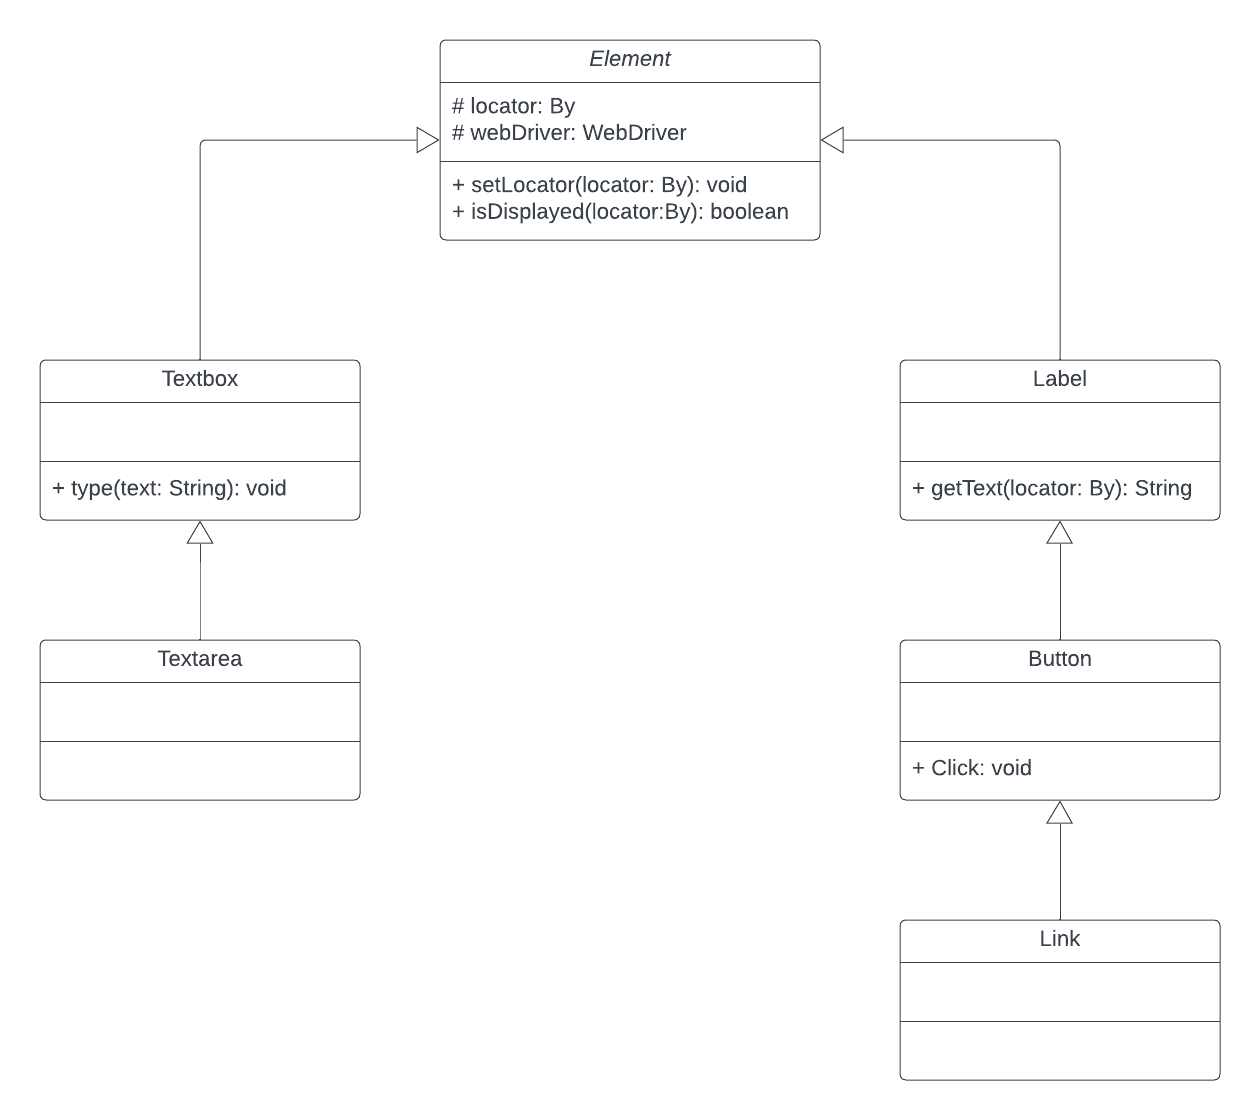 Element
# locator: By
# webDriver: WebDriver
+ setLocator(locator: By): void
+ isDisplayed(locator:By): boolean
Textbox
+ type(text: String): void
Label
+ getText(locator: By): String
Textarea
Button
+ Click: void
Link